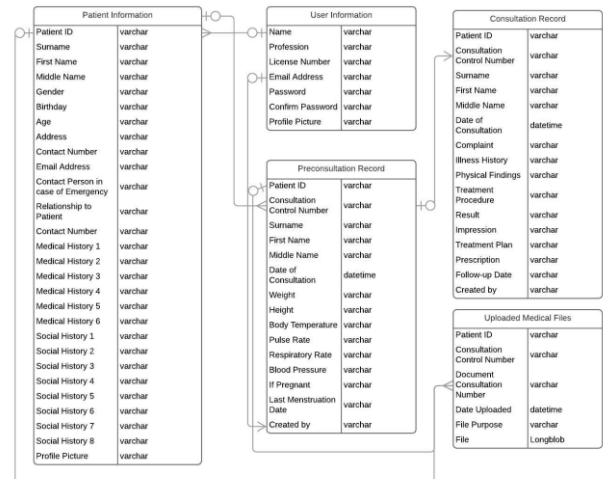 Patient Information
Patient ID varchar
Surname varchar
First Name varchar
Middle Name varchar
Gender varchar
Birthday varchar
Age varchar
Address varchar
Contact Number varchar
Email Address varchar
Contact Person in
case of Emergency varchar
Relationship to
Patient varchar
Contact Number varchar
Medical History 1 varchar
Medical History 2 varchar
Medical History 3 varchar
Medical History 4 varchar
Medical History 5 varchar
Medical History 6 varchar
Social History 1 varchar
Social History 2 varchar
Social History 3 varchar
Social History 4 varchar
Social History 5 varchar
Social History 6 varchar
Social History 7 varchar
Social History 8 varchar
Profile Picture varchar
User Information
Name varchar
Profession varchar
License Number varchar
Email Address varchar
Password varchar
Confirm Password varchar
Profile Picture varchar
Preconsultation Record
Patient ID varchar
Consultation
Control Number varchar
Surname varchar
First Name varchar
Middle Name varchar
Date of
Consultation datetime
Weight varchar
Height varchar
Body Temperature varchar
Pulse Rate varchar
Respiratory Rate varchar
Blood Pressure varchar
If Pregnant varchar
Last Menstruation
Date varchar
Created by varchar
Consultation Record
Patient ID varchar
Consultation
Control Number varchar
Surname varchar
First Name varchar
Middle Name varchar
Date of
Consultation datetime
Complaint varchar
Illness History varchar
Physical Findings varchar
Treatment
Procedure varchar
Result varchar
Impression varchar
Treatment Plan varchar
Prescription varchar
Follow-up Date varchar
Created by varchar
Uploaded Medical Files
Patient ID varchar
Consultation
Control Number varchar
Document
Consultation
Number varchar
Date Uploaded datetime
File Purpose varchar
File Longblob